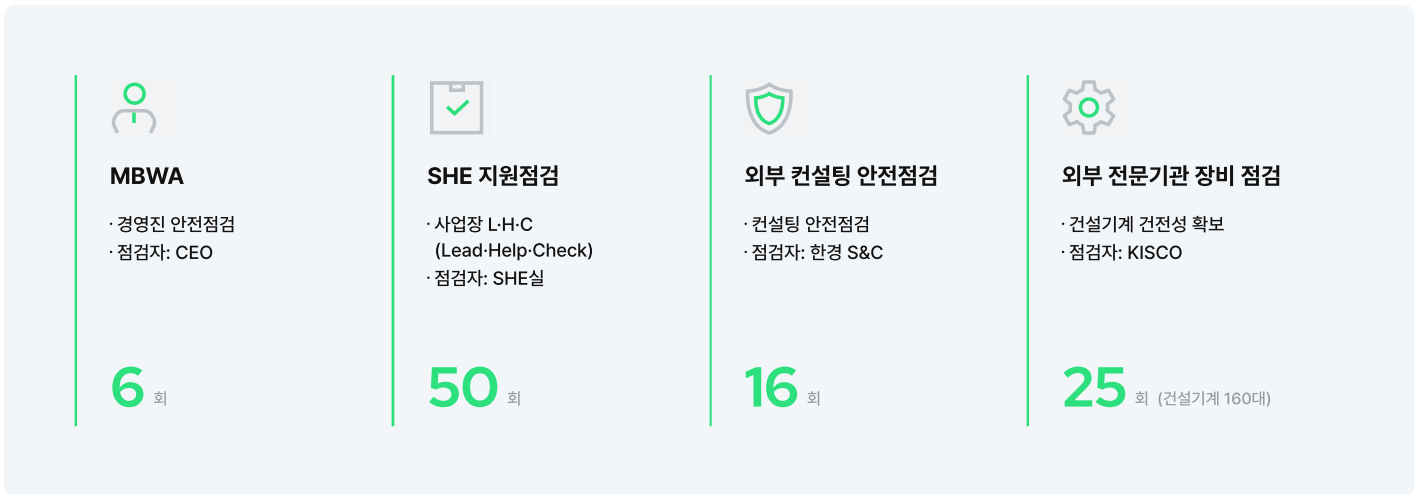 MBWA
· 경영진 안전점검
· 점검자: CEO
6 회
SHE 지원점검
· 사업장 L·H·C
(Lead·Help·Check)
· 점검자: SHE실
50 회
외부 컨설팅 안전점검
· 컨설팅 안전점검
· 점검자: 한경 S&C
16 회
외부 전문기관 장비 점검
· 건설기계 건전성 확보
· 점검자: KISCO
25 회 (건설기계 160대)